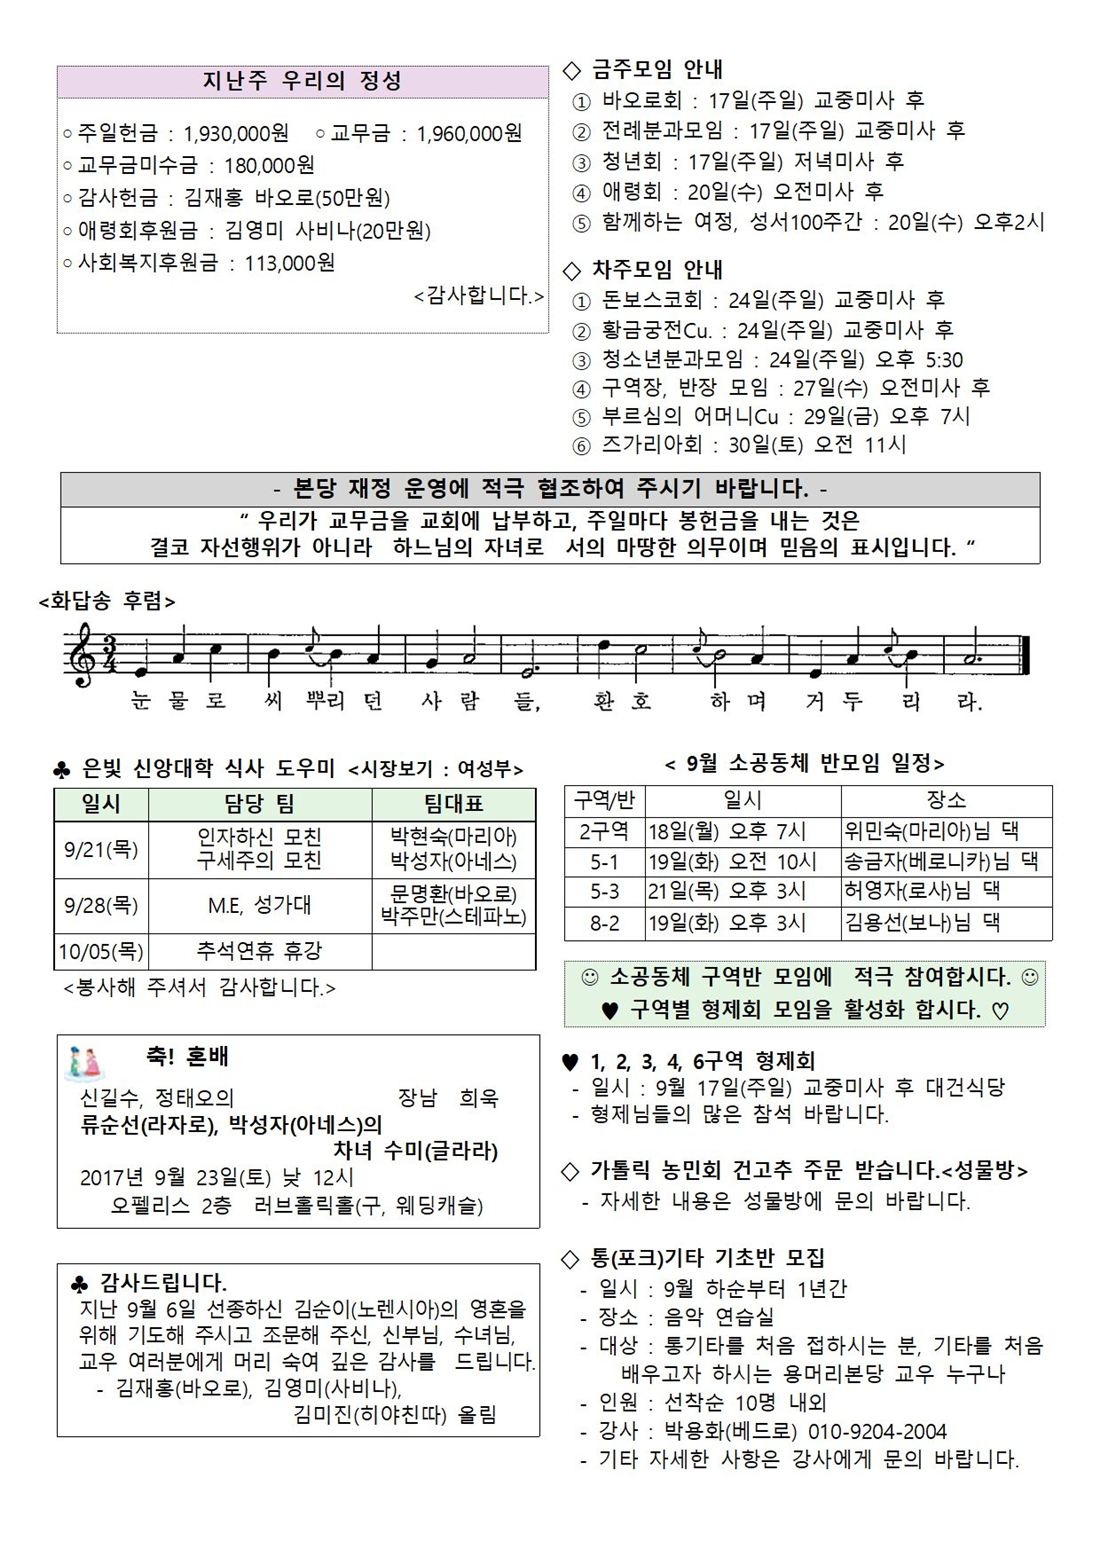 지난주 우리의 정성
○ 주일헌금 : 1,930,000원 ○ 교무금 : 1,960,000원
○ 교무금미수금 : 180,000원
○ 감사헌금 : 김재홍 바오로(50만원)
○ 애령회후원금 : 김영미 사비나(20만원)
○ 사회복지후원금 : 113,000원
<감사합니다.>
◇ 금주모임 안내
① 바오로회 : 17일(주일) 교중미사 후
② 전례분과모임 : 17일(주일) 교중미사 후
③ 청년회 : 17일(주일) 저녁미사 후
④ 애령회 : 20일(수) 오전미사 후
⑤ 함께하는 여정, 성서100주간 : 20일(수) 오후2시
◇ 차주모임 안내
① 돈보스코회 : 24일(주일) 교중미사 후
② 황금궁전Cu. : 24일(주일) 교중미사 후
③ 청소년분과모임 : 24일(주일) 오후 5:30
④ 구역장, 반장 모임 : 27일(수) 오전미사 후
⑤ 부르심의 어머니Cu : 29일(금) 오후 7시
⑥ 즈가리아회 : 30일(토) 오전 11시
- 본당 재정 운영에 적극 협조하여 주시기 바랍니다. -
“ 우리가 교무금을 교회에 납부하고, 주일마다 봉헌금을 내는 것은
결코 자선행위가 아니라 하느님의 자녀로 서의 마땅한 의무이며 믿음의 표시입니다. “
<화답송 후렴>
3
4
눈 물 로 씨 뿌리 던 사 람 들, 환 호 하 며 거 두 리 라.
♣ 은빛 신앙대학 식사 도우미 <시장보기 : 여성부>
일시 담당 팀 팀대표
9/21(목) 인자하신 모친 박현숙(마리아)
구세주의 모친 박성자(아네스)
9/28(목) M.E, 성가대 문명환(바오로)
박주만(스테파노)
10/05(목) 추석연휴 휴강
<봉사해 주셔서 감사합니다.>
< 9월 소공동체 반모임 일정>
구역/반 일시 장소
2구역 18일(월) 오후 7시 위민숙(마리아)님 댁
5-1 19일(화) 오전 10시 송금자(베로니카)님 댁
5-3 21일(목) 오후 3시 허영자(로사)님 댁
8-2 19일(화) 오후 3시 김용선(보나)님 댁
☺ 소공동체 구역반 모임에 적극 참여합시다. ☺
♥ 구역별 형제회 모임을 활성화 합시다. ♡
축! 혼배
신길수, 정태오의 장남 희욱
류순선(라자로), 박성자(아네스)의
차녀 수미(글라라)
2017년 9월 23일(토) 낮 12시
오펠리스 2층 러브홀릭홀(구, 웨딩캐슬)
♣ 감사드립니다.
지난 9월 6일 선종하신 김순이(노렌시아)의 영혼을
위해 기도해 주시고 조문해 주신, 신부님, 수녀님,
교우 여러분에게 머리 숙여 깊은 감사를 드립니다.
- 김재홍(바오로), 김영미(사비나),
김미진(히야친따) 올림
♥ 1, 2, 3, 4, 6구역 형제회
- 일시 : 9월 17일(주일) 교중미사 후 대건식당
- 형제님들의 많은 참석 바랍니다.
◇ 가톨릭 농민회 건고추 주문 받습니다.<성물방>
- 자세한 내용은 성물방에 문의 바랍니다.
◇ 통(포크)기타 기초반 모집
- 일시 : 9월 하순부터 1년간
- 장소 : 음악 연습실
- 대상 : 통기타를 처음 접하시는 분, 기타를 처음
배우고자 하시는 용머리본당 교우 누구나
- 인원 : 선착순 10명 내외
- 강사 : 박용화(베드로) 010-9204-2004
- 기타 자세한 사항은 강사에게 문의 바랍니다.